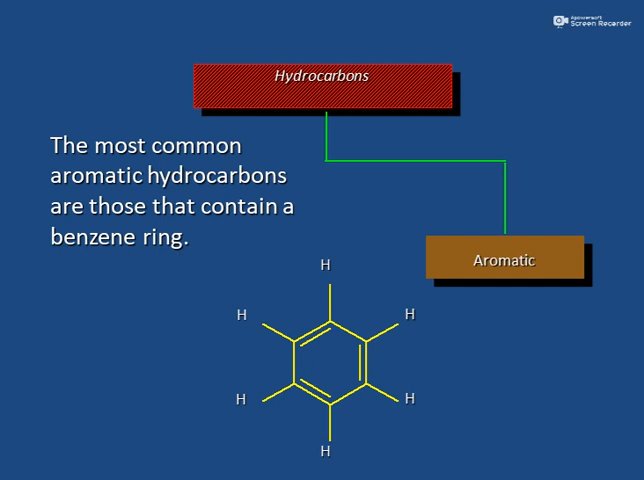 Apowersoft
Screen Recorder
Hydrocarbons
The most common
aromatic hydrocarbons
are those that contain a
benzene ring.
Aromatic
H
H
H
H
H
H